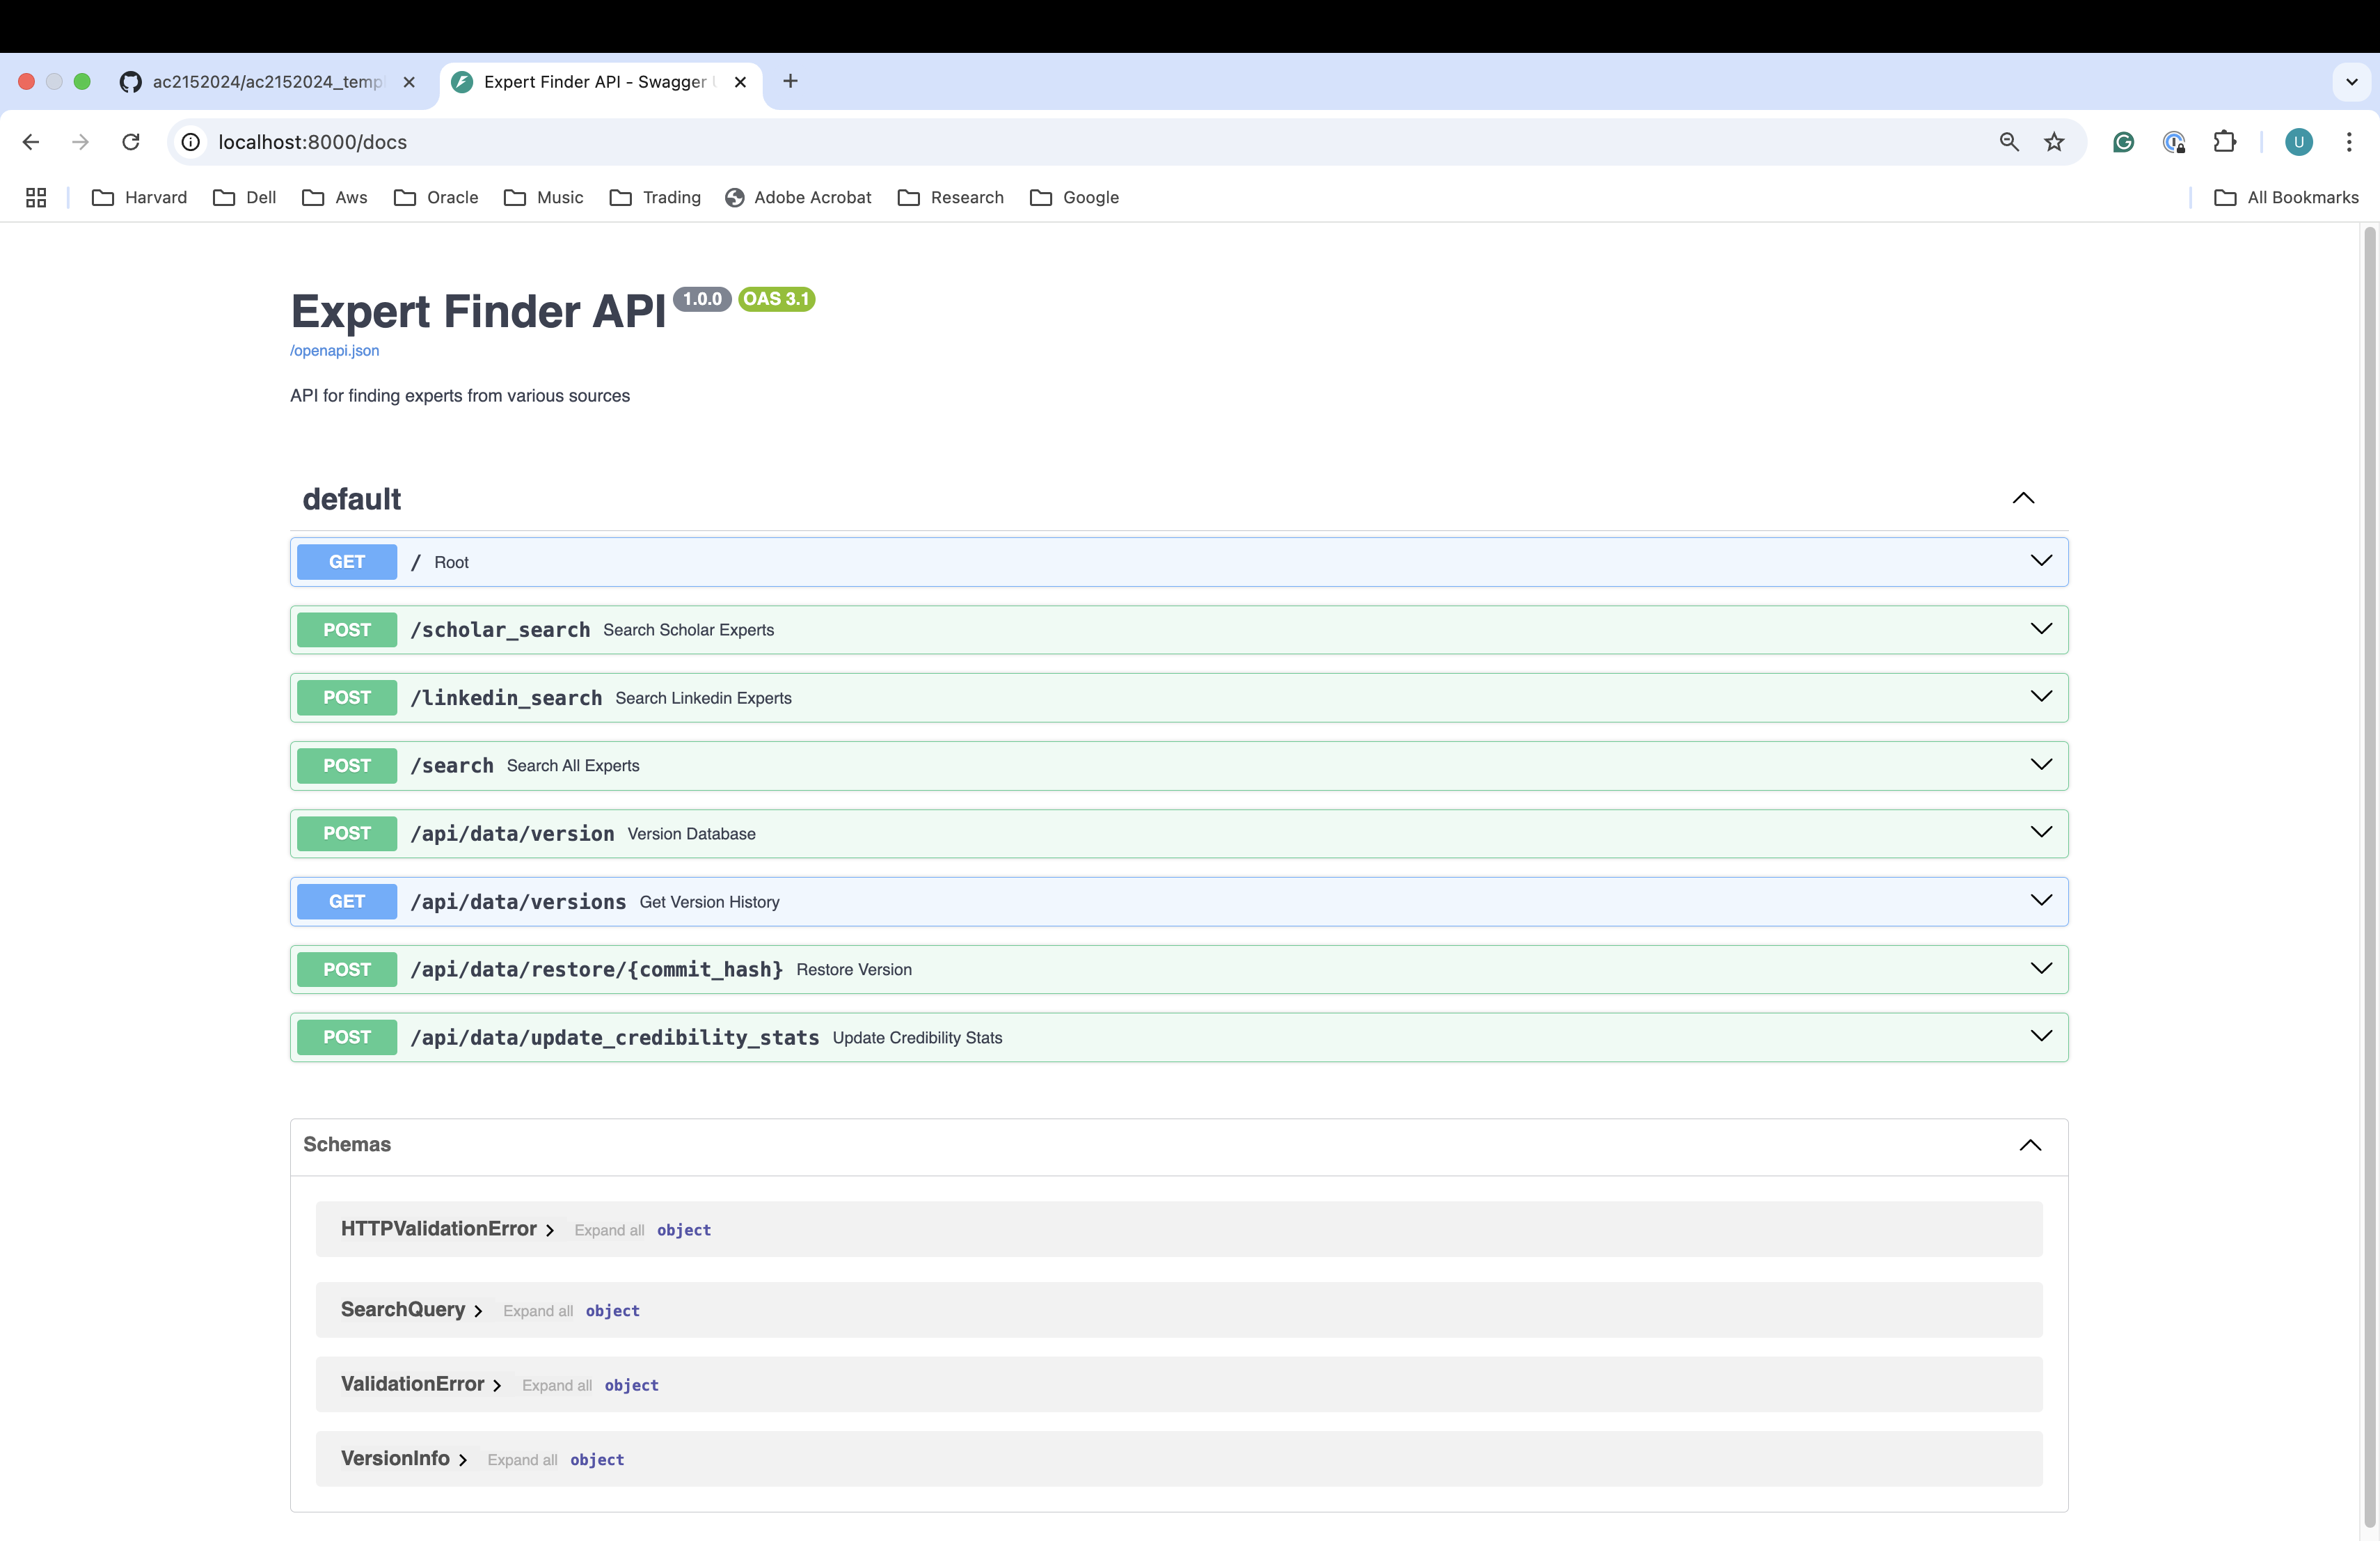 ac2152024/ac2152024_temp
Expert Finder API - Swagger
localhost:8000/docs
U
Harvard Dell Aws Oracle Music Trading Adobe Acrobat Research Google All Bookmarks
Expert Finder API 1.0.0 OAS 3.1
/openapi.json
API for finding experts from various sources
default
GET / Root
POST /scholar_search Search Scholar Experts
POST /linkedin_search Search Linkedin Experts
POST /search Search All Experts
POST /api/data/version Version Database
GET /api/data/versions Get Version History
POST /api/data/restore/{commit_hash} Restore Version
POST /api/data/update_credibility_stats Update Credibility Stats
Schemas
HTTPValidationError Expand all object
SearchQuery Expand all object
ValidationError Expand all object
VersionInfo Expand all object